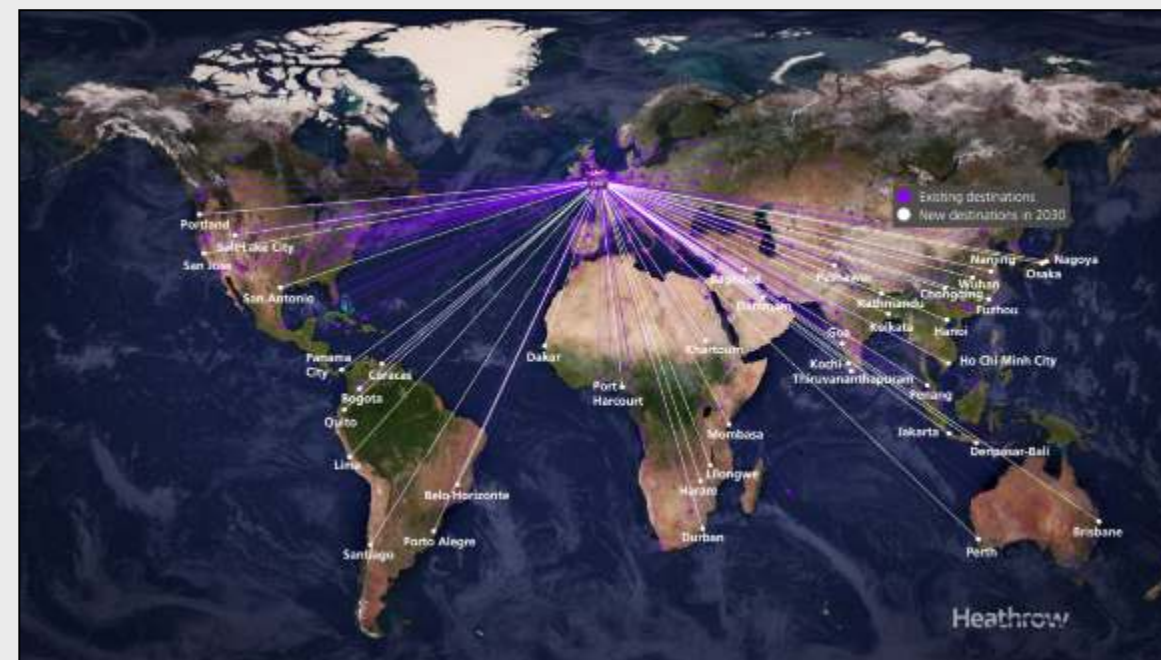 Existing destinations
New destinations in 2030
Portland
Salt Lake City
San Jose
San Antonio
Nanjing
Nagoya
Osaka
Wuhan
Chongqing
Fuzhou
Baghdad
Peshawar
Kathmandu
Dammam
Kolkata
Hanoi
Goa
Khartoum
Dakar
Panama
City
Caracas
Kochi
Ho Chi Minh City
Thiruvananthapuram
Port
Harcourt
Bogota
Penang
Quito
Mombasa
Jakarta
Denpasar-Bali
Lima
Lilongwe
Harare
Belo Horizonte
Brisbane
Durban
Porto Alegre
Santiago
Perth
Heathrow